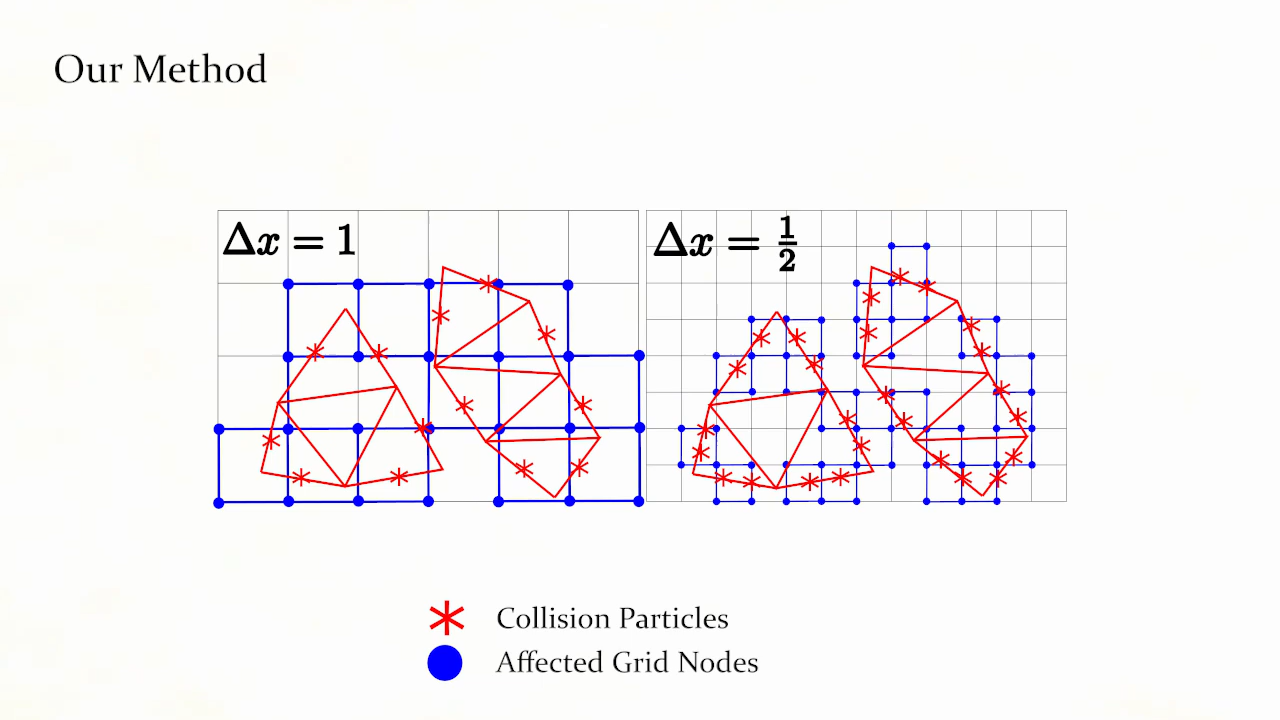 Our Method
Δx = 1
Δx = 1/2
Collision Particles
Affected Grid Nodes